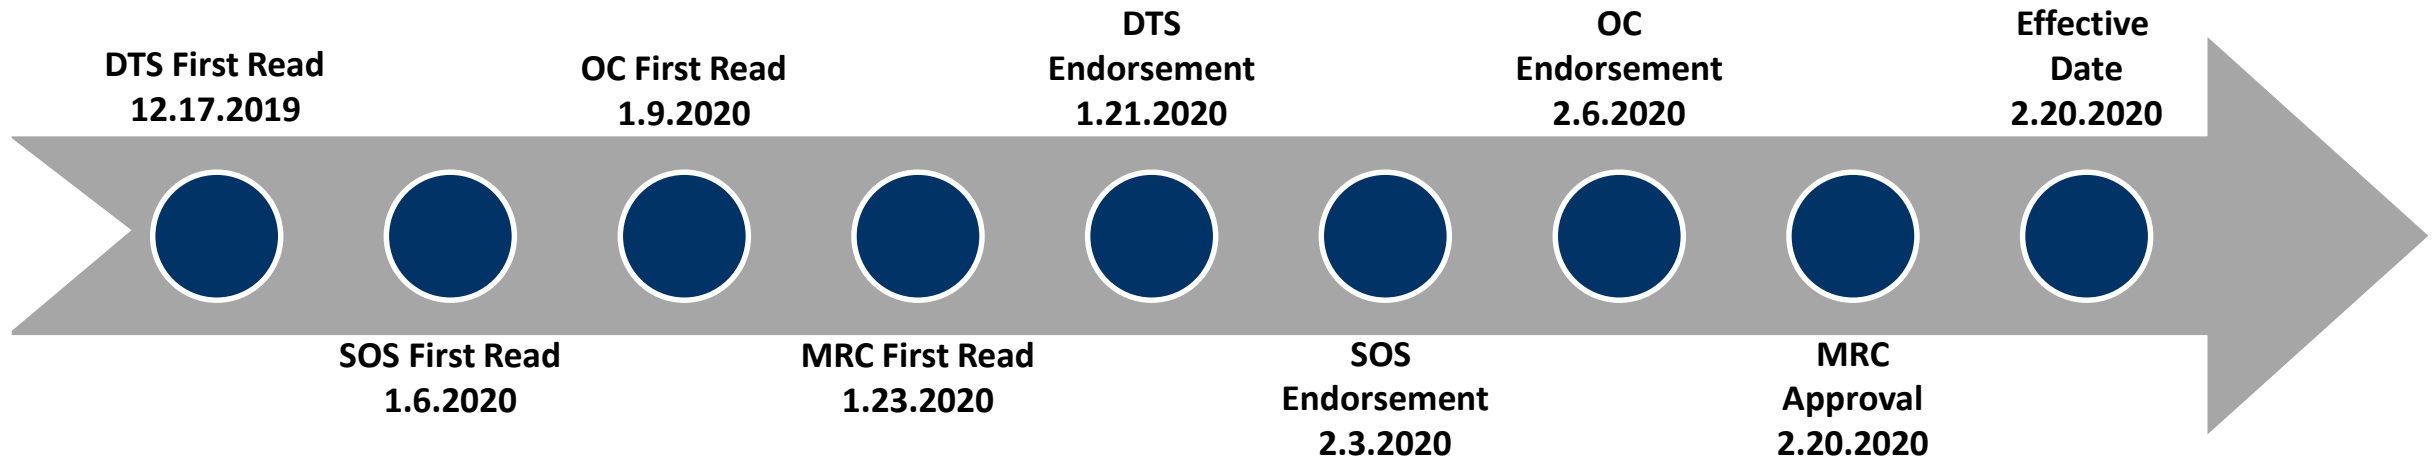 DTS First Read
12.17.2019
SOS First Read
1.6.2020
OC First Read
1.9.2020
MRC First Read
1.23.2020
DTS
Endorsement
1.21.2020
SOS
Endorsement
2.3.2020
OC
Endorsement
2.6.2020
MRC
Approval
2.20.2020
Effective
Date
2.20.2020